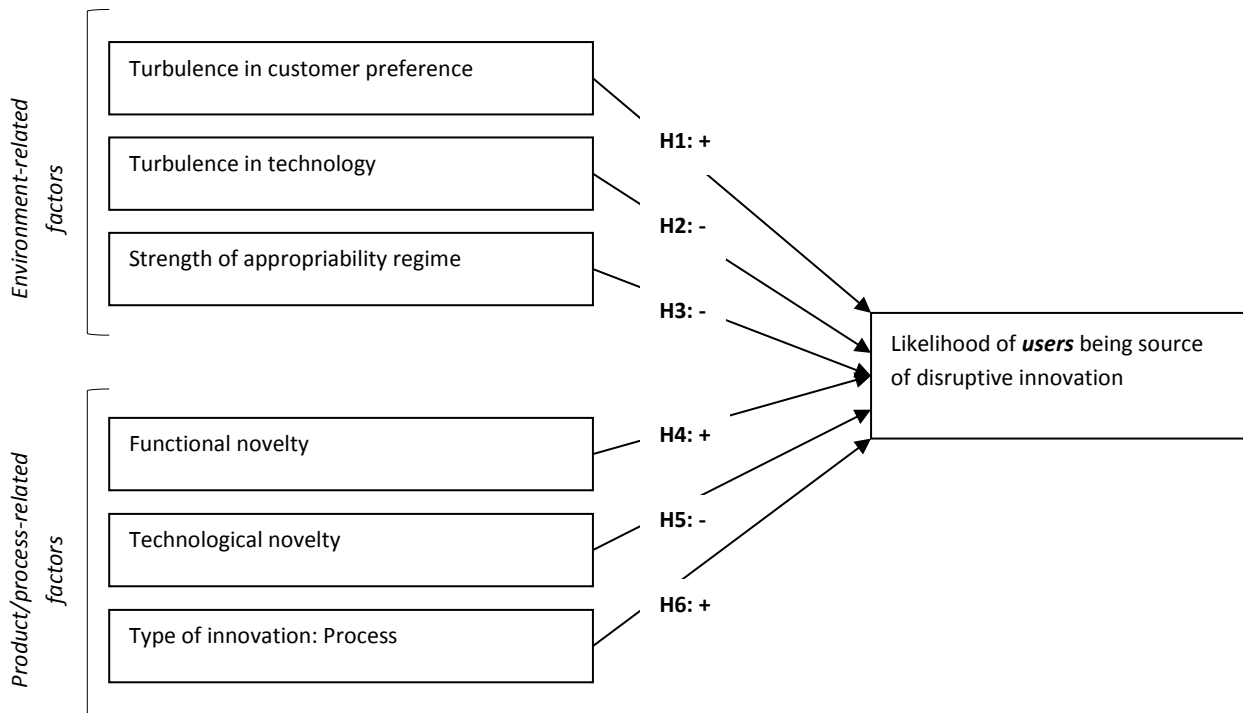 Environment-related
factors
Turbulence in customer preference
Turbulence in technology
Strength of appropriability regime
Product/process-related
factors
Functional novelty
Technological novelty
Type of innovation: Process
H1: +
H2: -
H3: -
H4: +
H5: -
H6: +
Likelihood of users being source
of disruptive innovation